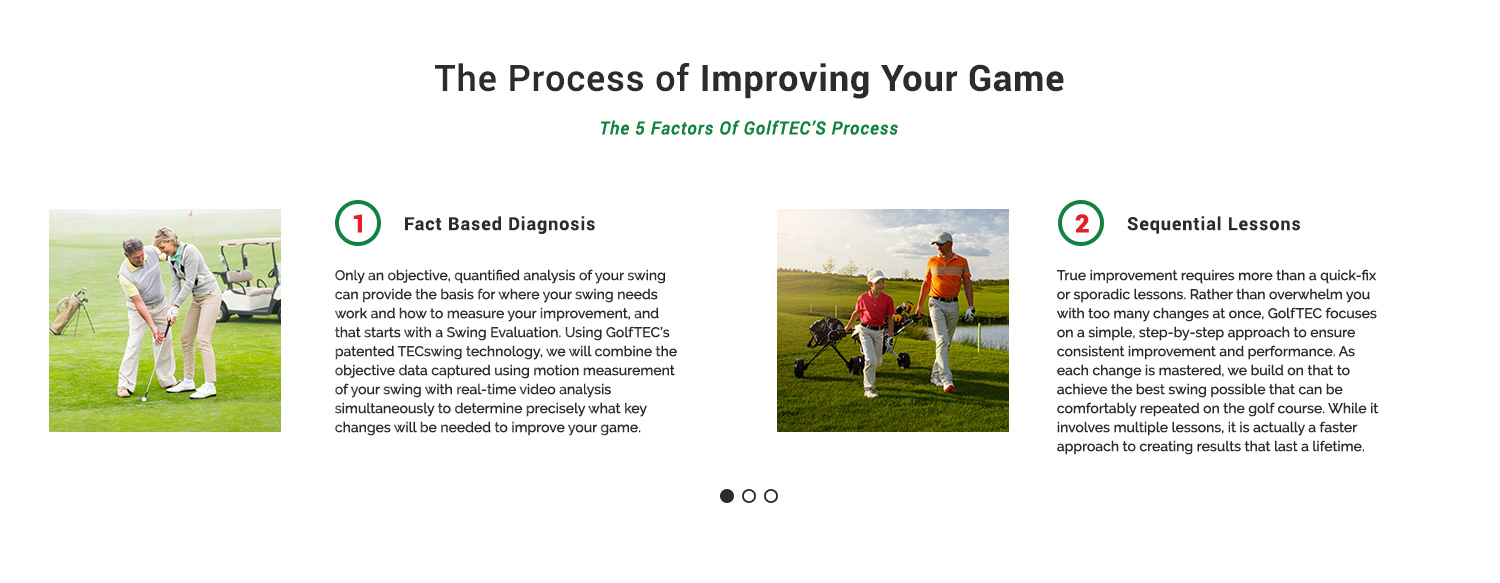 The Process of Improving Your Game
The 5 Factors Of GolfTEC'S Process
1
Fact Based Diagnosis
Only an objective, quantified analysis of your swing
can provide the basis for where your swing needs
work and how to measure your improvement, and
that starts with a Swing Evaluation. Using GolfTEC's
patented TECswing technology, we will combine the
objective data captured using motion measurement
of your swing with real-time video analysis
simultaneously to determine precisely what key
changes will be needed to improve your game.
2
Sequential Lessons
True improvement requires more than a quick-fix
or sporadic lessons. Rather than overwhelm you
with too many changes at once, GolfTEC focuses
on a simple, step-by-step approach to ensure
consistent improvement and performance. As
each change is mastered, we build on that to
achieve the best swing possible that can be
comfortably repeated on the golf course. While it
involves multiple lessons, it is actually a faster
approach to creating results that last a lifetime.